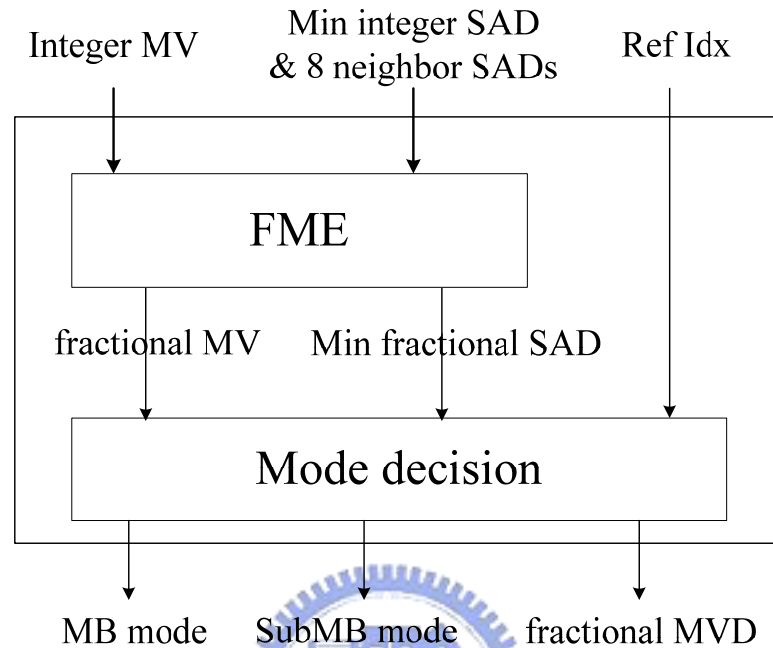 Integer MV
Min integer SAD
& 8 neighbor SADs
Ref Idx
FME
fractional MV
Min fractional SAD
Mode decision
MB mode
SubMB mode
fractional MVD